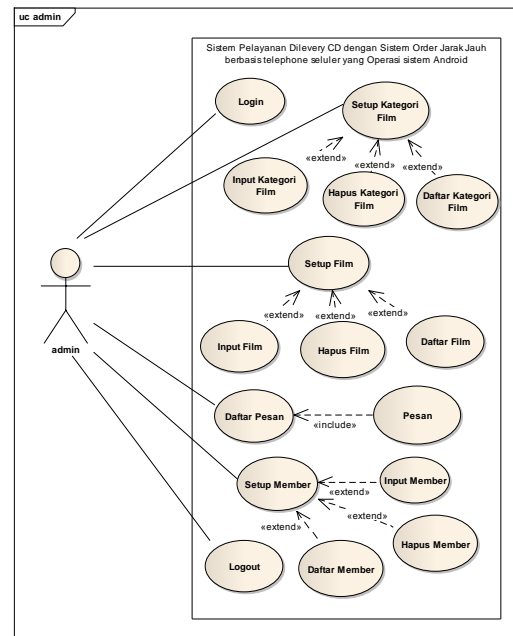 uc admin
Sistem Pelayanan Dilevery CD dengan Sistem Order Jarak Jauh
berbasis telephone seluler yang Operasi sistem Android
Login
Setup Kategori
Film
«extend»
«extend»
«extend»
Input Kategori
Film
Hapus Kategori
Film
Daftar Kategori
Film
Setup Film
«extend»
«extend»
«extend»
Input Film
Hapus Film
Daftar Film
admin
Daftar Pesan
«include»
Pesan
Setup Member
«extend»
Input Member
«extend»
«extend»
Hapus Member
Logout
Daftar Member